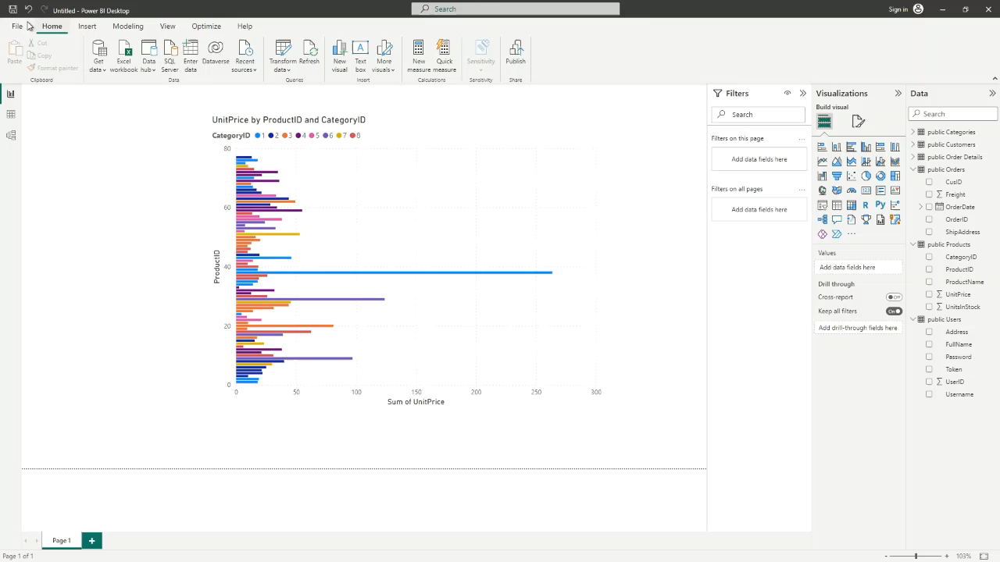 Untitled - Power BI Desktop
Search
Sign in
File
Home
Insert
Modeling
View
Optimize
Help
Paste
Cut
Copy
Format painter
Clipboard
Get data
Excel workbook
Data hub
SQL Server
Enter data
Dataverse
Recent sources
Data
Transform data
Refresh
Queries
New visual
Text box
More visuals
Insert
New measure
Quick measure
Calculations
Sensitivity
Sensitivity
Publish
Share
UnitPrice by ProductID and CategoryID
CategoryID 1 2 3 4 5 6 7 8
80
60
40
20
0
ProductID
0 50 100 150 200 250 300
Sum of UnitPrice
Filters
Search
Filters on this page
Add data fields here
Filters on all pages
Add data fields here
Visualizations
Build visual
R
Py
Values
Add data fields here
Drill through
Cross-report
Off
Keep all filters
On
Add drill-through fields here
Data
Search
public Categories
public Customers
public Order Details
public Orders
CusID
Freight
OrderDate
OrderID
ShipAddress
public Products
CategoryID
ProductID
ProductName
UnitPrice
UnitsInStock
public Users
Address
FullName
Password
Token
UserID
Username
Page 1
Page 1 of 1
103%